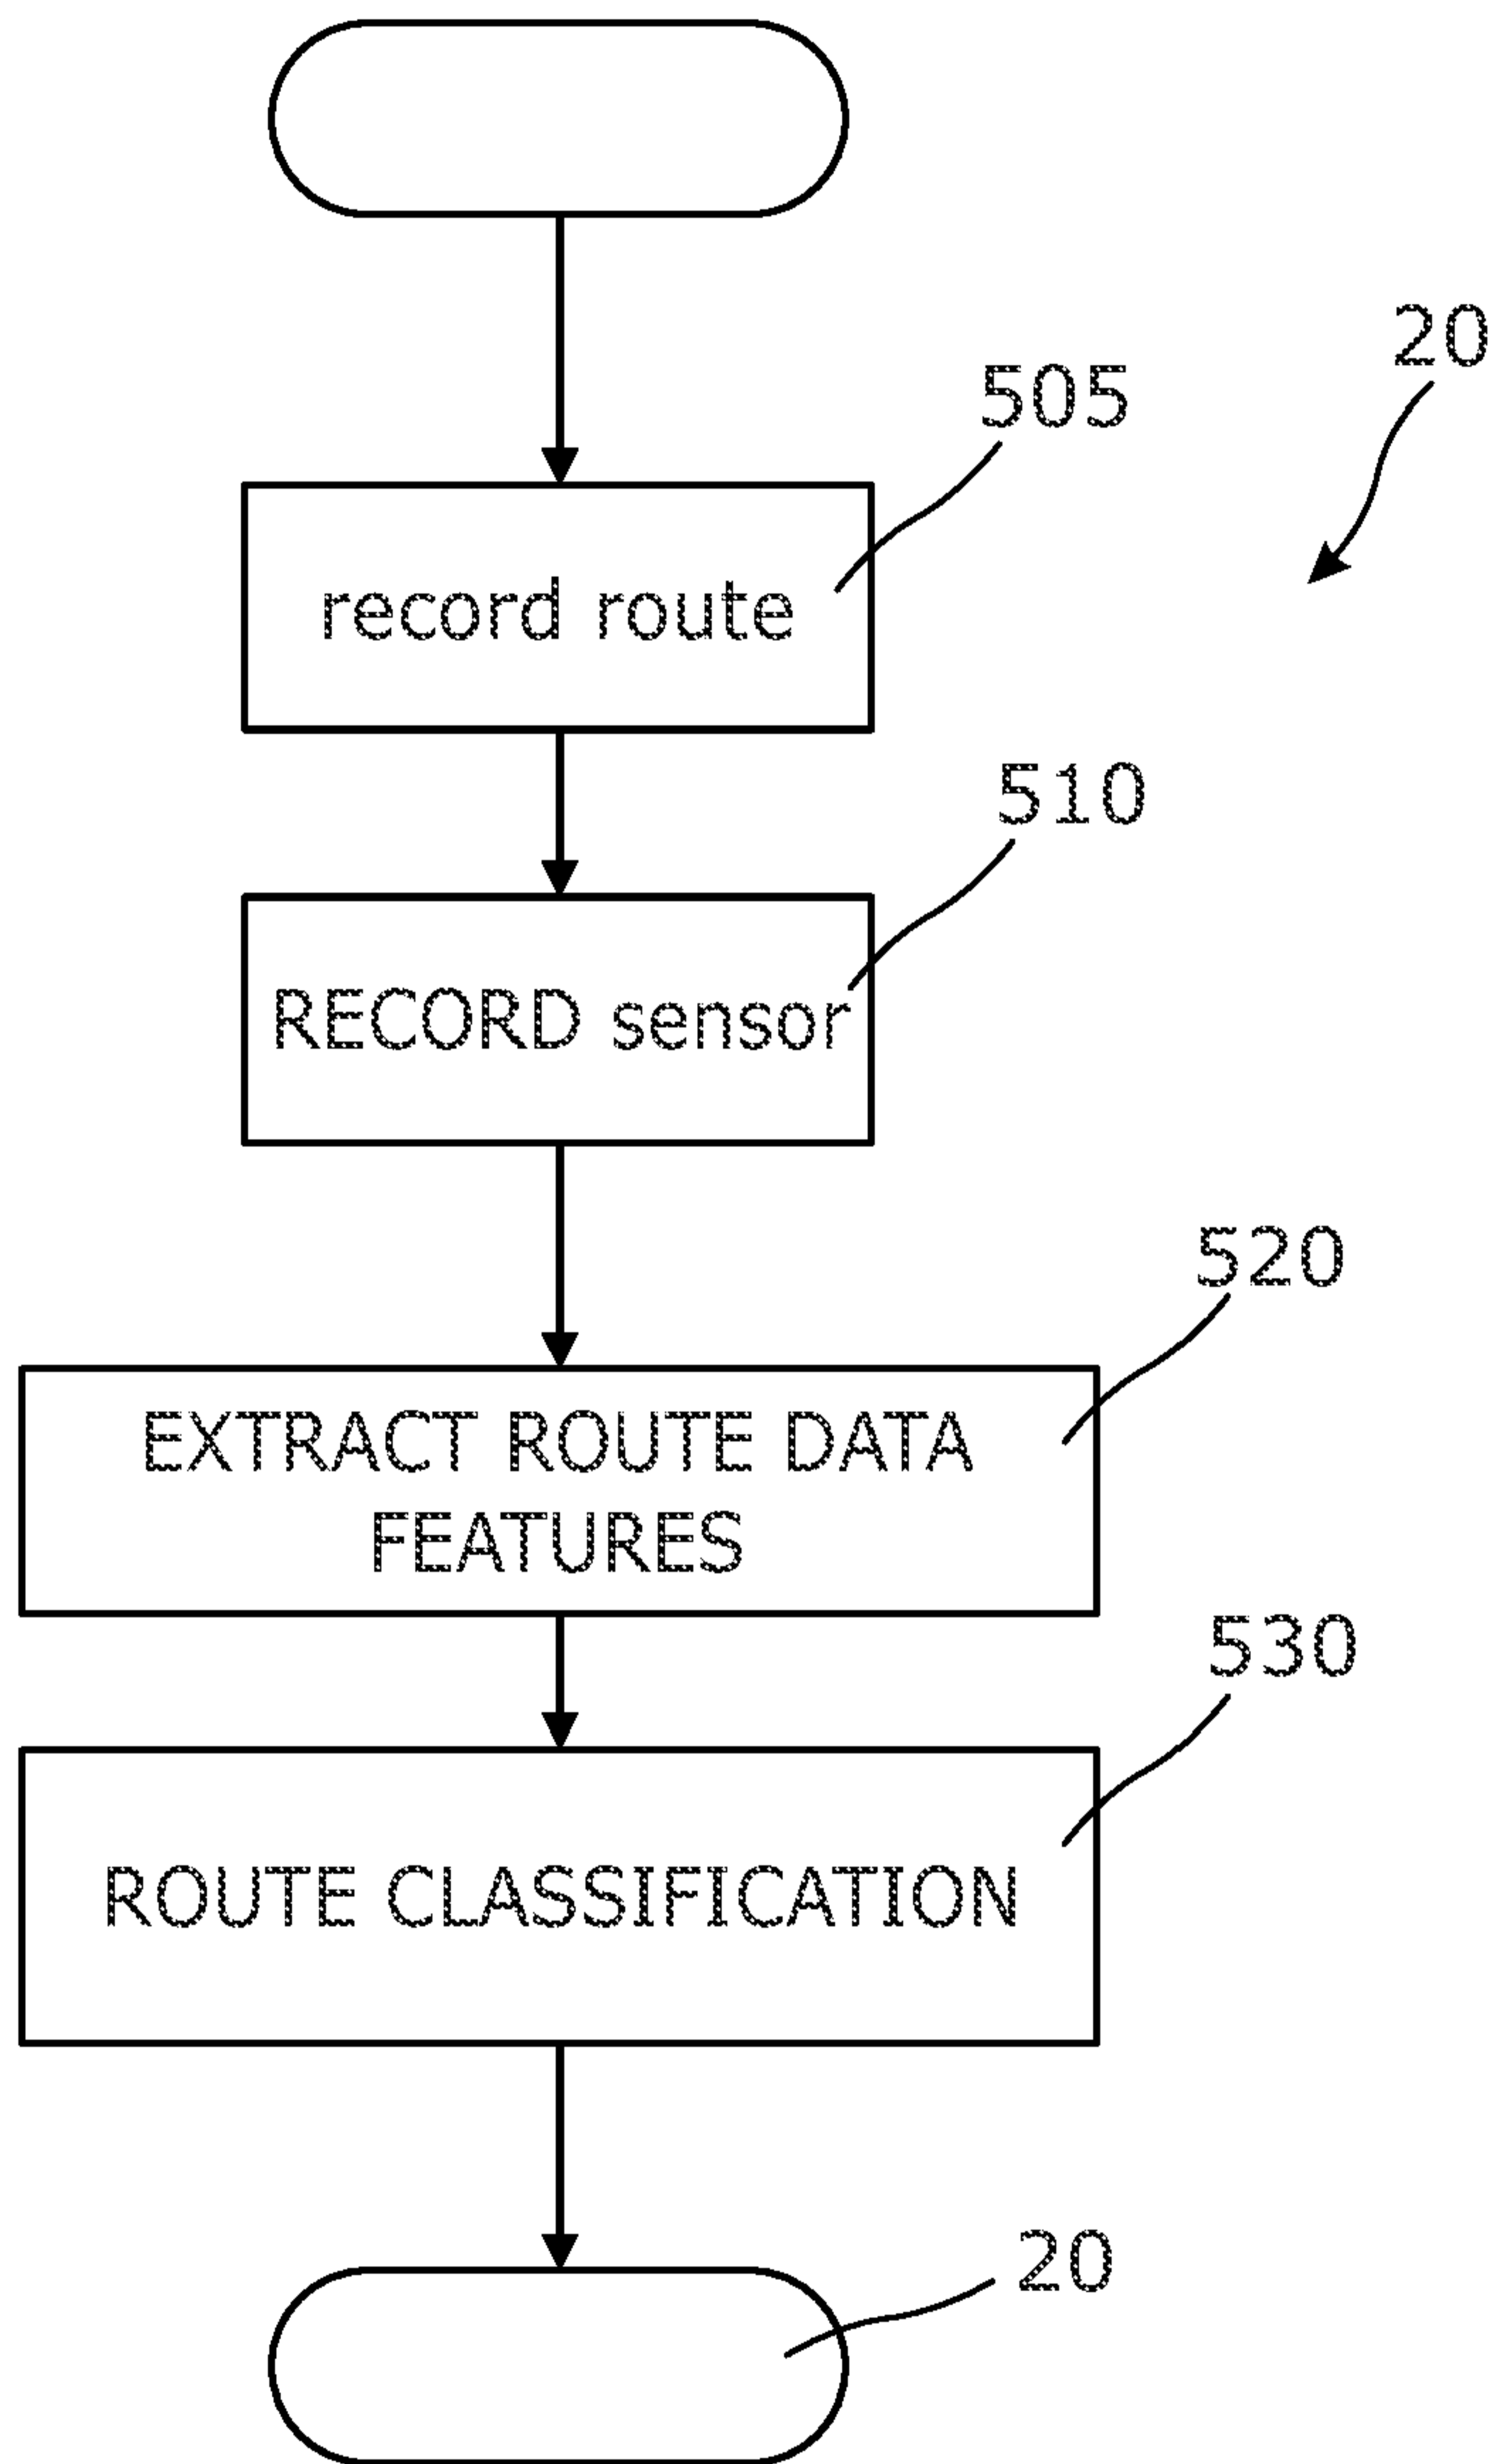 20
505
record route
510
RECORD sensor
520
EXTRACT ROUTE DATA
FEATURES
530
ROUTE CLASSIFICATION
20